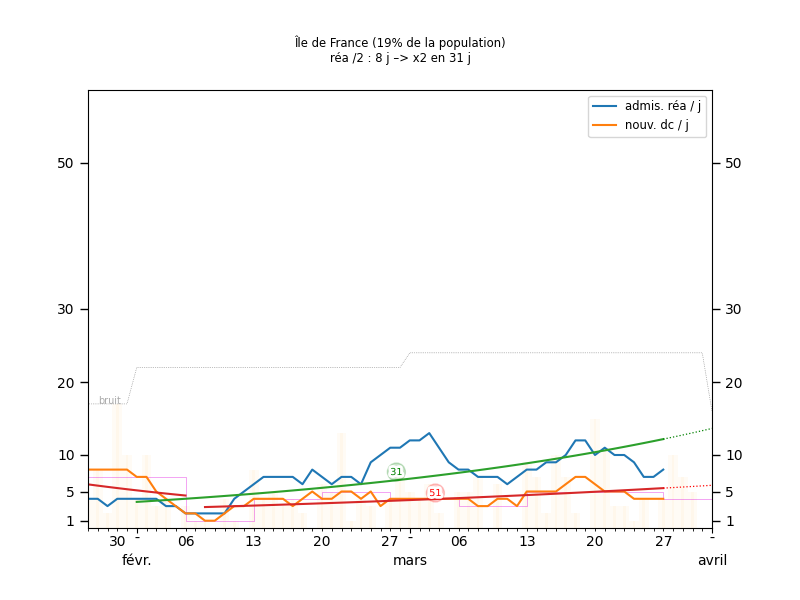 Île de France (19% de la population)
réa /2 : 8 j –> x2 en 31 j
admis. réa / j
nouv. dc / j
50 50
30 30
20 20
bruit
10 10
31
5 51 5
1 1
30 - 06 13 20 27 - 06 13 20 27 -
févr. mars avril